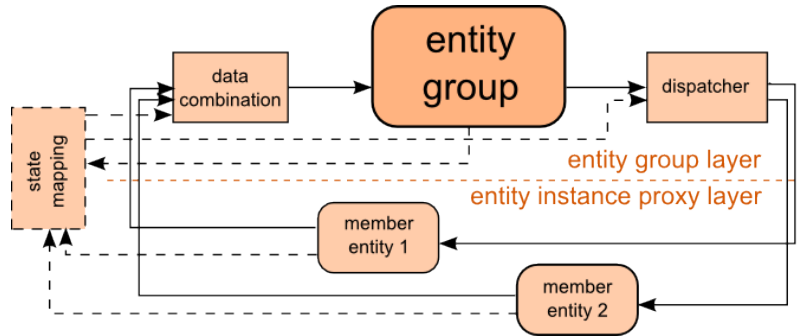 entity
group
data
combination
dispatcher
state
mapping
entity group layer
entity instance proxy layer
member
entity 1
member
entity 2